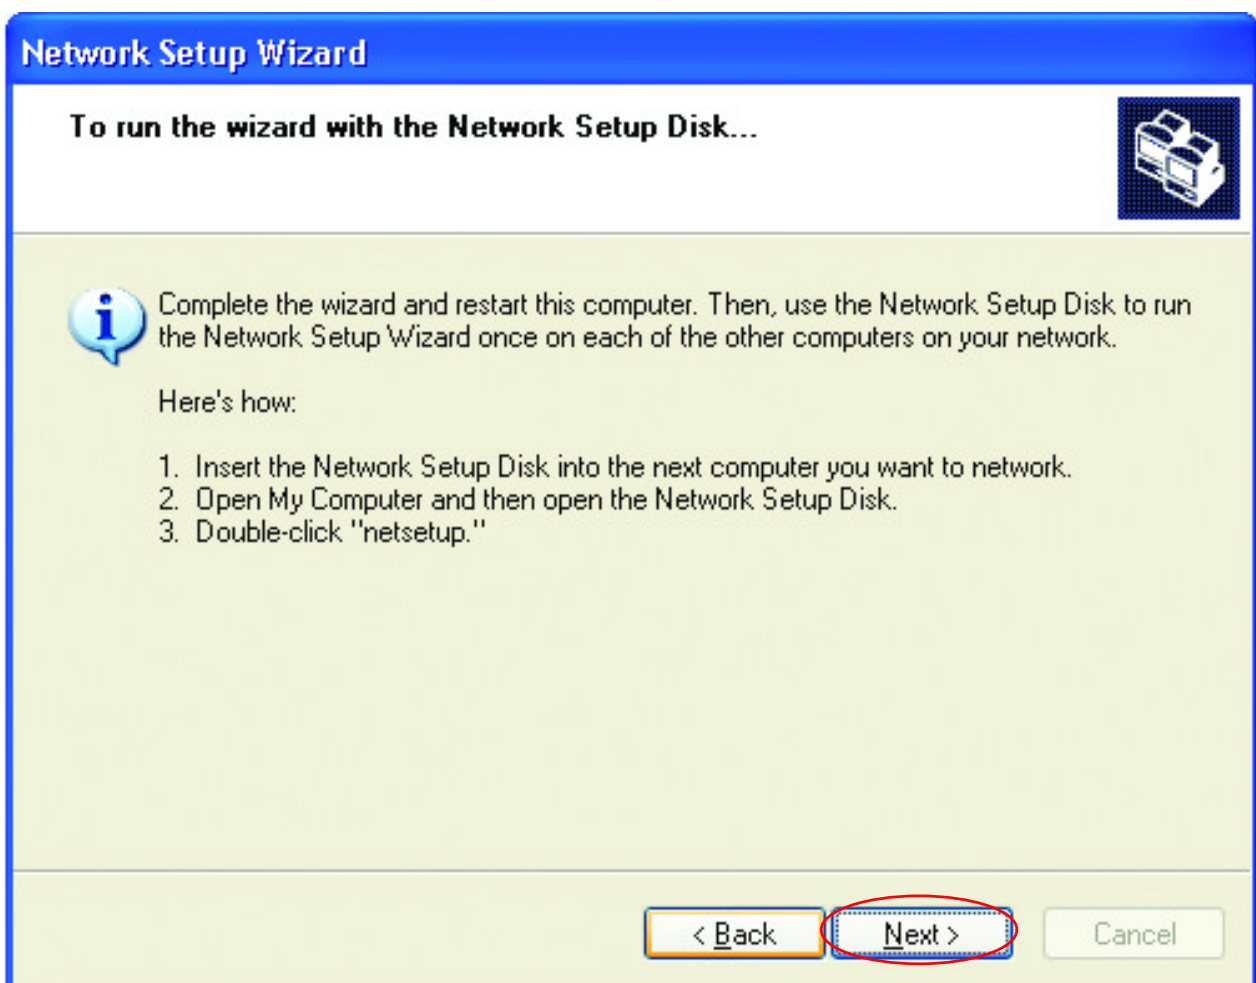 Network Setup Wizard
To run the wizard with the Network Setup Disk...
Complete the wizard and restart this computer. Then, use the Network Setup Disk to run
the Network Setup Wizard once on each of the other computers on your network.
Here's how:
1. Insert the Network Setup Disk into the next computer you want to network.
2. Open My Computer and then open the Network Setup Disk.
3. Double-click "netsetup."
< Back
Next >
Cancel